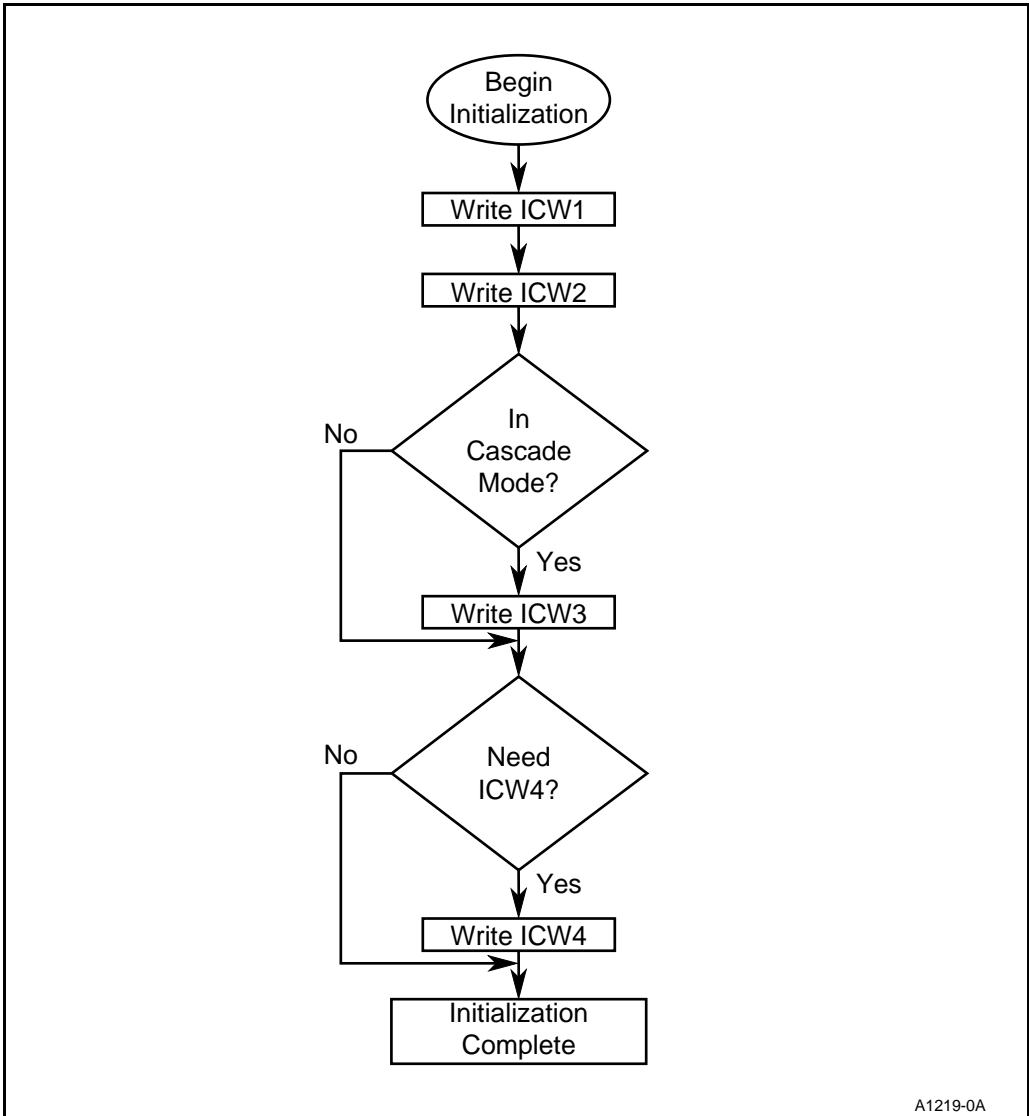 Begin
Initialization
Write ICW1
Write ICW2
In
Cascade
Mode?
No
Yes
Write ICW3
Need
ICW4?
No
Yes
Write ICW4
Initialization
Complete
A1219-0A